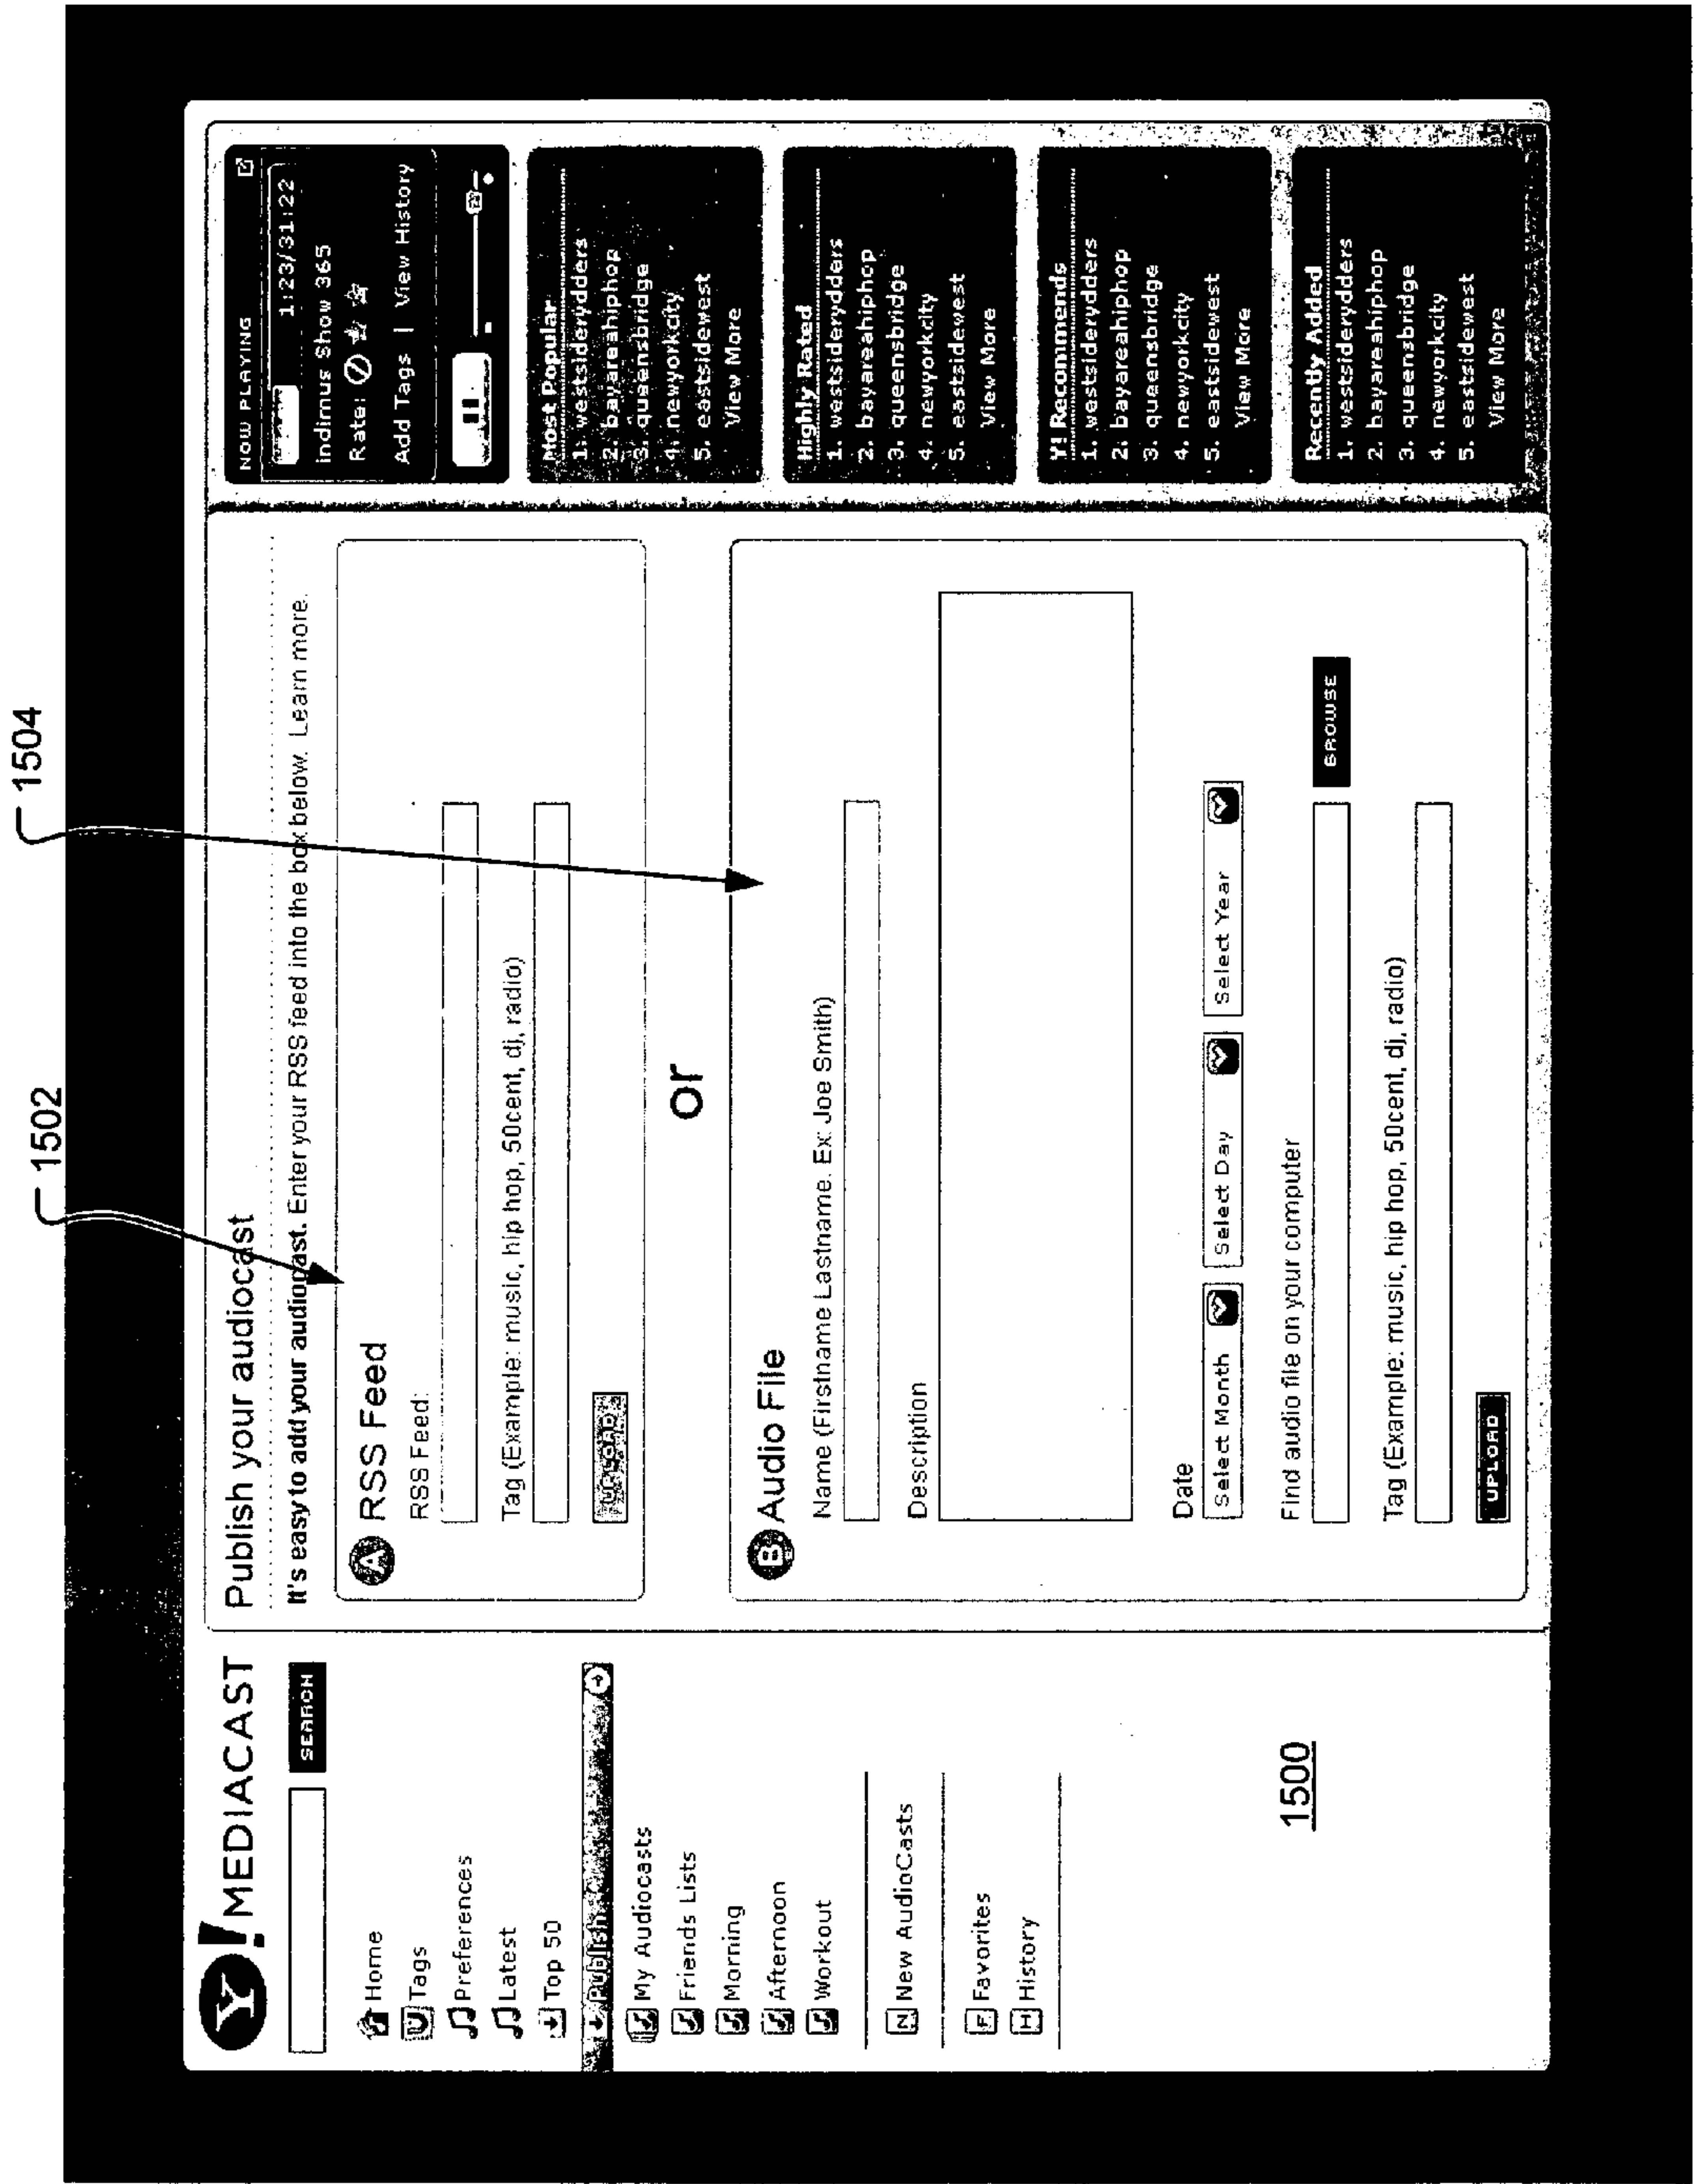 1502
1504
Y! MEDIACAST
SEARCH
Home
Tags
Preferences
Latest
Top 50
Publish
My Audiocasts
Friends Lists
Morning
Afternoon
Workout
N New AudioCasts
F Favorites
H History
1500
Publish your audiocast
It's easy to add your audiocast. Enter your RSS feed into the box below. Learn more.
A RSS Feed
RSS Feed:
Tag (Example: music, hip hop, 50cent, dj, radio)
UPLOAD
or
B. Audio File
Name (Firstname Lastname. Ex: Joe Smith)
Description
Date
Select Month Select Day Select Year
Find audio file on your computer
BROWSE
Tag (Example: music, hip hop, 50cent, dj, radio)
UPLOAD
NOW PLAYING
1:23/31:22
indirnus Show 365
Rate:
Add Tags | View History
Most Popular
1. westsiderydders
2. bayareahiphop
3. queensbridge
4. newyorkcity
5. eastsidewest
View More
Highly Rated
1. westsiderydders
2. bayareahiphop
3. queensbridge
4. newyorkcity
5. eastsidewest
View More
Y! Recommends
1. westsiderydders
2. bayareahiphop
3. queensbridge
4. newyorkcity
5. eastsidewest
View More
Recently Added
1. westsiderydders
2. bayareahiphop
3. queensbridge
4. newyorkcity
5. eastsidewest
View More